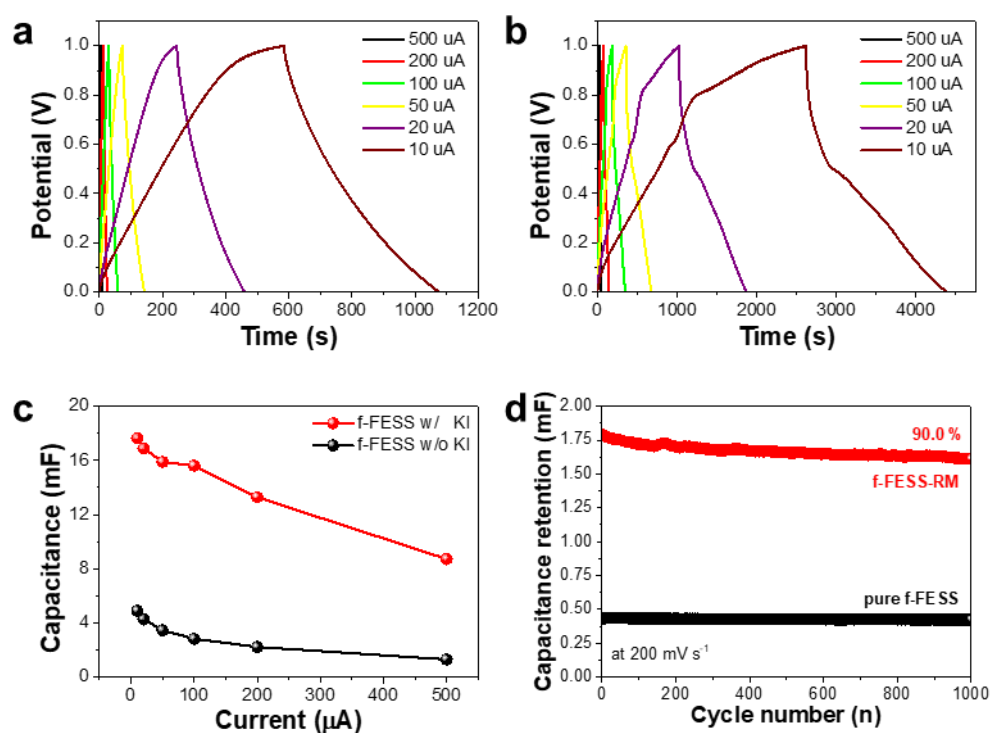 a
Potential (V)
1.0
0.8
0.6
0.4
0.2
0.0
0 200 400 600 800 1000 1200
Time (s)
500 uA
200 uA
100 uA
50 uA
20 uA
10 uA
b
Potential (V)
1.0
0.8
0.6
0.4
0.2
0.0
0 1000 2000 3000 4000
Time (s)
500 uA
200 uA
100 uA
50 uA
20 uA
10 uA
c
Capacitance (mF)
20
16
12
8
4
0
0 100 200 300 400 500
Current (μA)
f-FESS w/ KI
f-FESS w/o KI
d
Capacitance retention (mF)
2.00
1.75
1.50
1.25
1.00
0.75
0.50
0.25
0.00
0 200 400 600 800 1000
Cycle number (n)
90.0 %
f-FESS-RM
pure f-FESS
at 200 mV s⁻¹